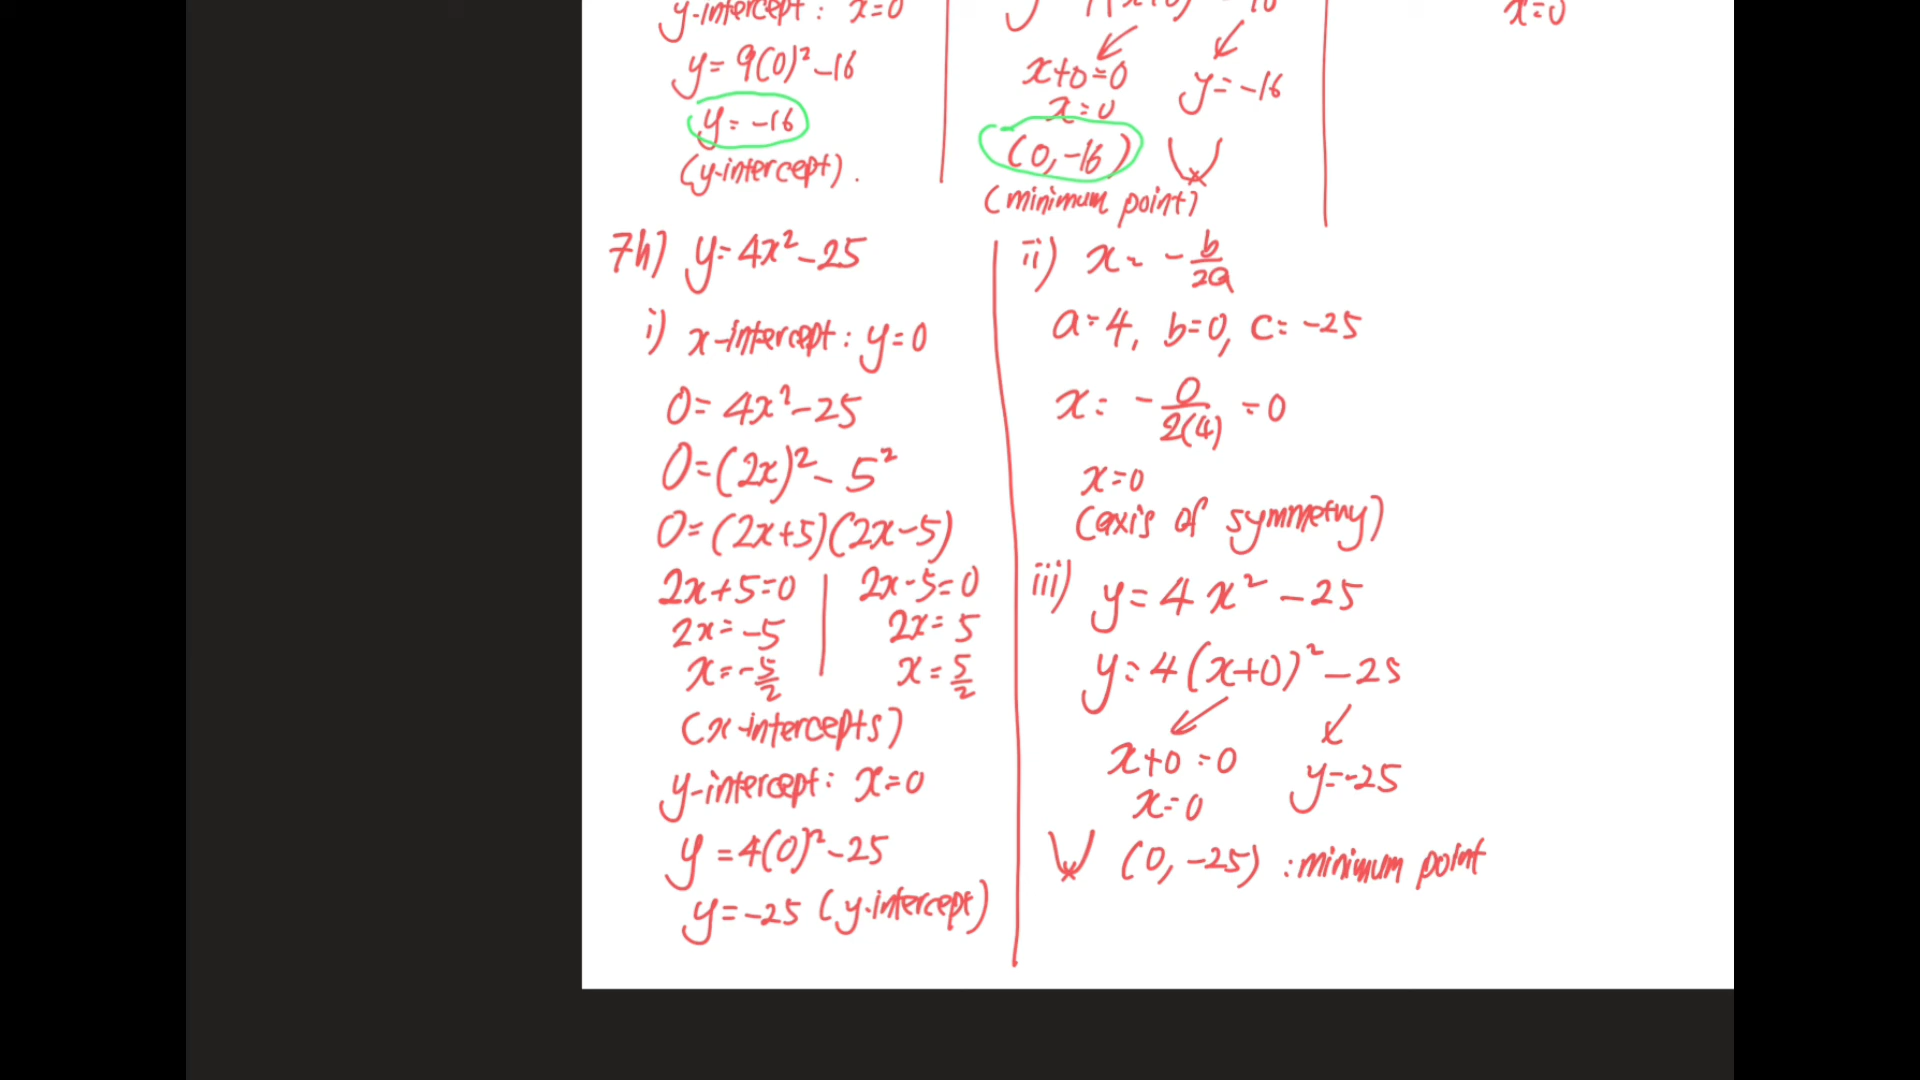 y-intercept: x=0
y= 9(0)²-16
y= -16
(y-intercept).
x+0=0
x=0
y= -16
(0, -16)
(minimum point)
x=0
7h) y= 4x²-25
i) x-intercept: y=0
0= 4x²-25
0=(2x)²- 5²
0=(2x+5)(2x-5)
2x+5=0
2x= -5
x= -5/2
2x-5=0
2x= 5
x= 5/2
(x-intercepts)
y-intercept: x=0
y =4(0)²-25
y= -25 (y-intercept)
ii) x= - b/2a
a=4, b=0, c= -25
x= - 0/2(4) =0
x=0
(axis of symmetry)
iii) y= 4x²-25
y= 4(x+0)²-25
x+0=0
x=0
y=-25
(0, -25) : minimum point